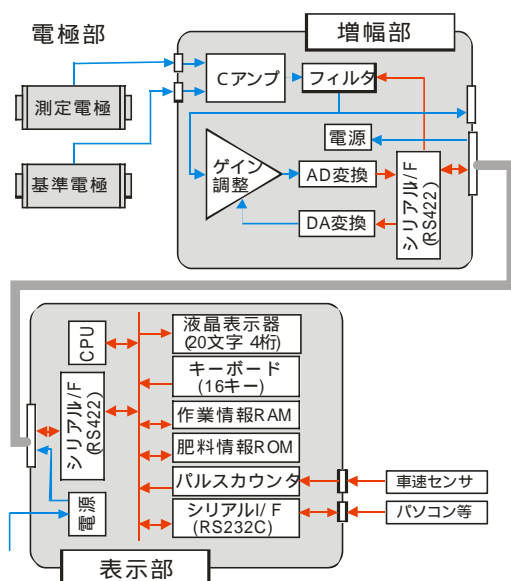 電極部
増幅部
測定電極
基準電極
Cアンプ
フィルタ
電源
ゲイン
調整
AD変換
DA変換
シリアルI/F
(RS422)
CPU
シリアルI/F
(RS422)
電源
液晶表示器
(20文字 4桁)
キーボード
(16キー)
作業情報RAM
肥料情報ROM
パルスカウンタ
シリアルI/F
(RS232C)
車速センサ
パソコン等
表示部